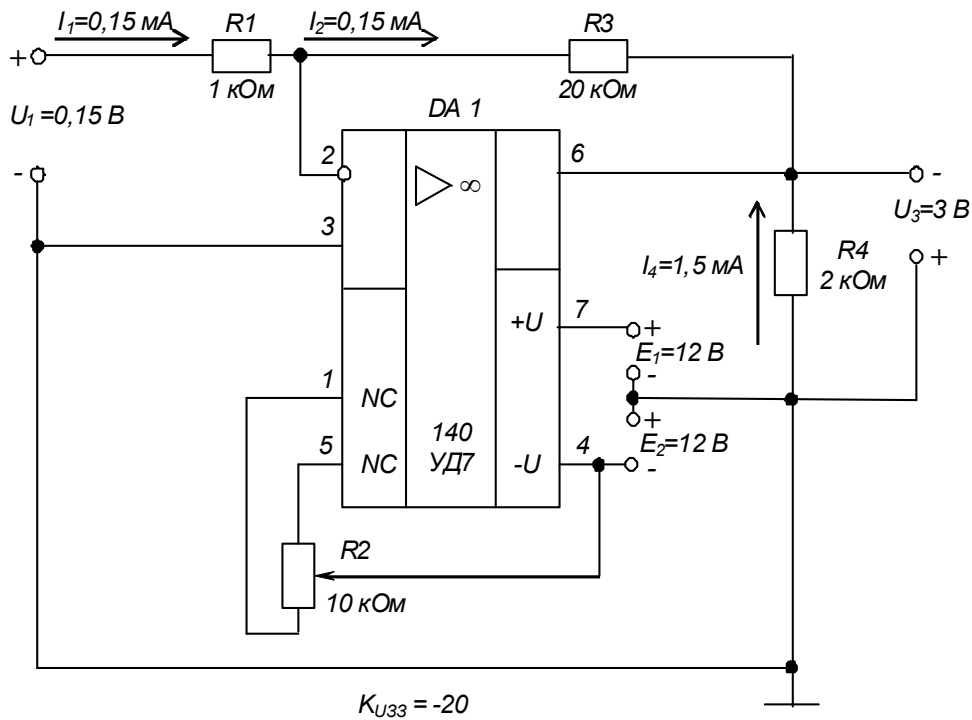 I1=0,15 мА
R1
I2=0,15 мА
R3
+
1 кОм
20 кОм
U1 =0,15 В
DA 1
-
2
∞
6
-
3
U3=3 В
I4=1,5 мА
R4
2 кОм
+
7
+U
+
E1=12 В
-
1
NC
+
E2=12 В
5
NC
140
УД7
-U
4
-
R2
10 кОм
KU33 = -20